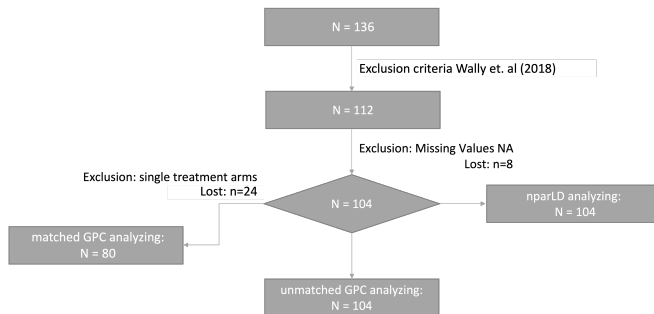 N = 136
Exclusion criteria Wally et. al (2018)
N = 112
Exclusion: Missing Values NA
Lost: n=8
Exclusion: single treatment arms
Lost: n=24
N = 104
nparLD analyzing:
N = 104
matched GPC analyzing:
N = 80
unmatched GPC analyzing:
N = 104